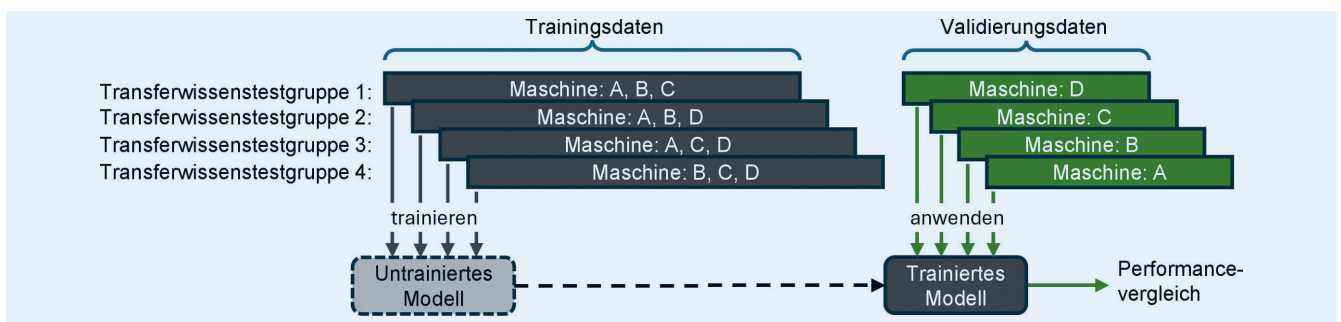 Trainingsdaten
Validierungsdaten
Transferwissenstestgruppe 1:
Maschine: A, B, C
Maschine: D
Transferwissenstestgruppe 2:
Maschine: A, B, D
Maschine: C
Transferwissenstestgruppe 3:
Maschine: A, C, D
Maschine: B
Transferwissenstestgruppe 4:
Maschine: B, C, D
Maschine: A
trainieren
anwenden
Untrainiertes
Modell
Trainiertes
Modell
Performance-
vergleich